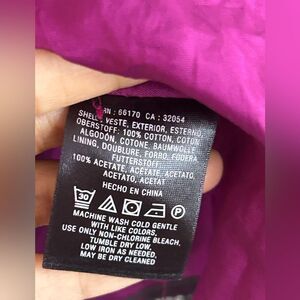 RN : 66170 CA : 32054
SHELL, VESTE, EXTERIOR, ESTERNO,
OBERSTOFF: 100% COTTON, COTON,
ALGODÓN, COTONE, BAUMWOLLE
LINING, DOUBLURE, FORRO, FODERA
FUTTERSTOFF:
100% ACETATE, ACETATE, ACETATO,
ACETATO, ACETAT
HECHO EN CHINA
30 P
MACHINE WASH COLD GENTLE
WITH LIKE COLORS.
USE ONLY NON-CHLORINE BLEACH.
TUMBLE DRY LOW.
LOW IRON AS NEEDED.
MAY BE DRY CLEANED